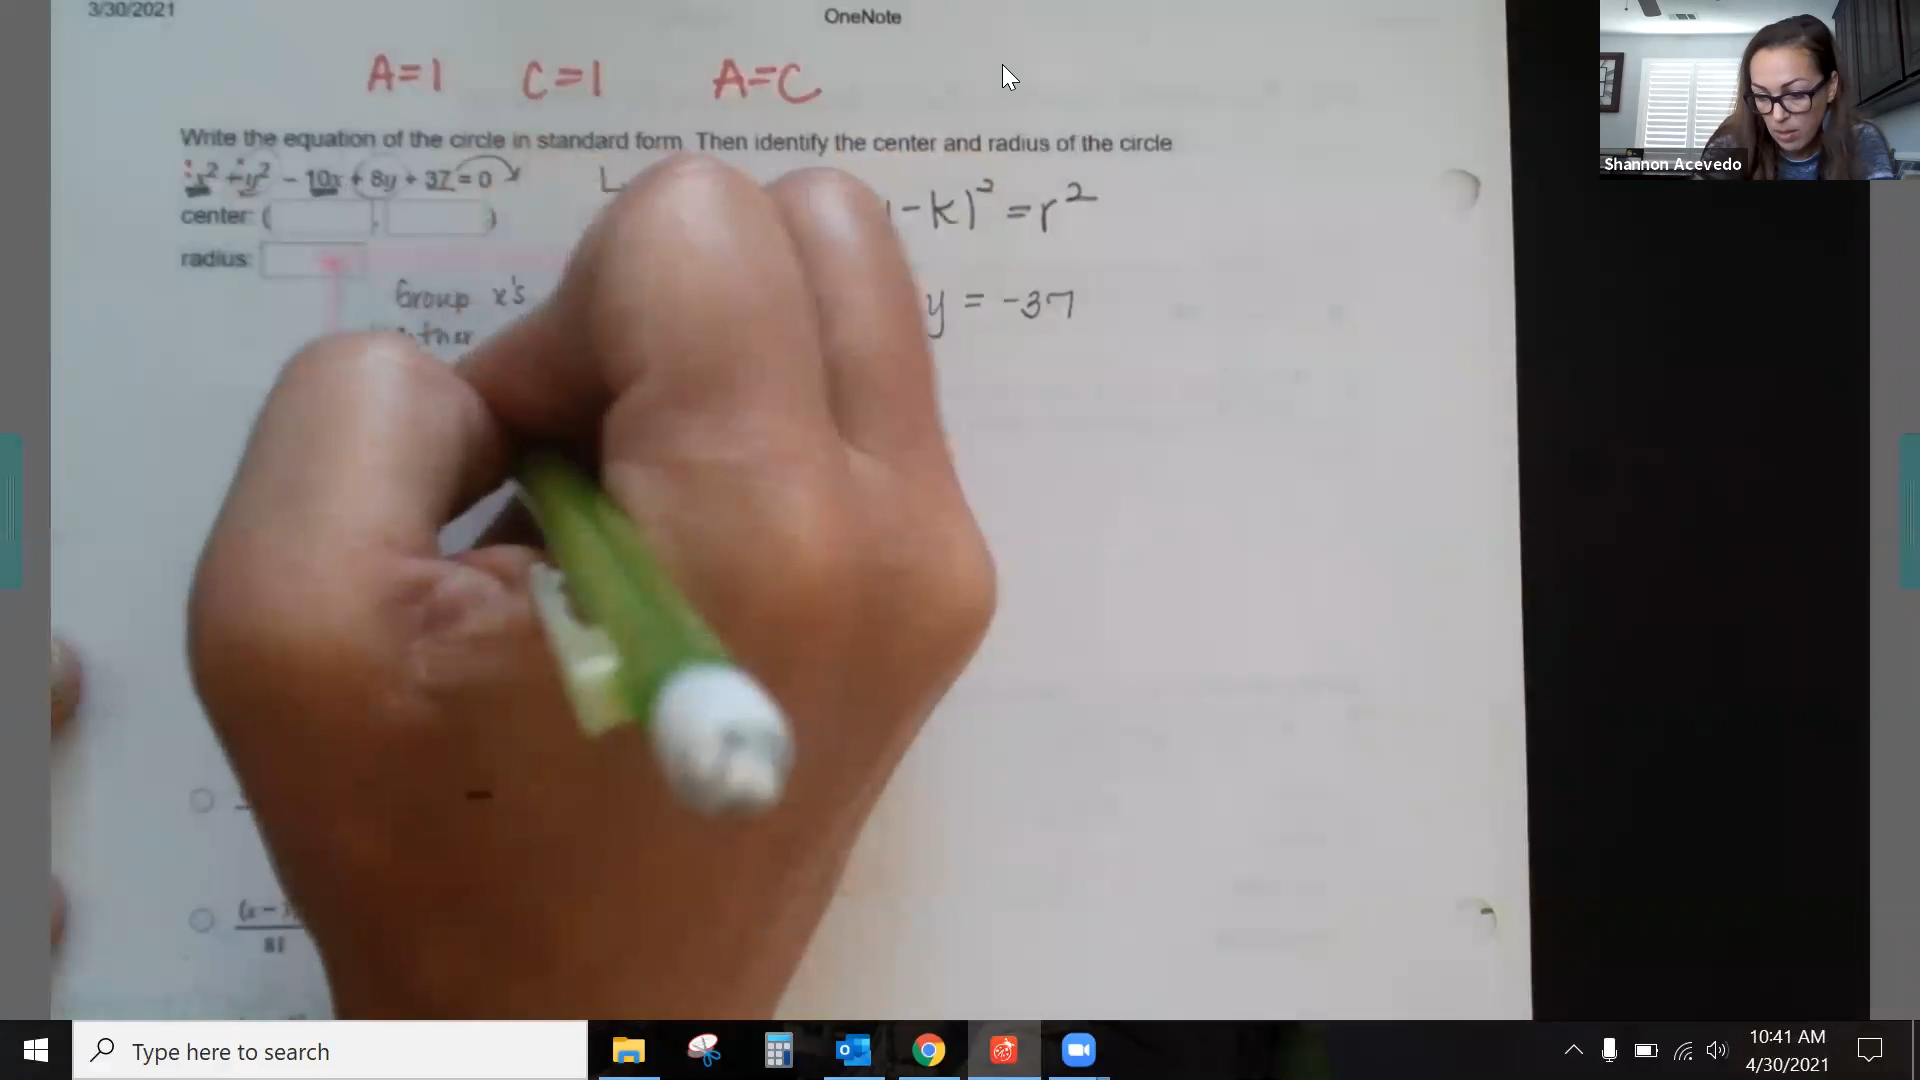 3/30/2021
OneNote
A=1 C=1 A=C
Shannon Acevedo
Write the equation of the circle in standard form. Then identify the center and radius of the circle
x² + y² - 10x + 8y + 37 = 0
-k)² = r²
center: ( , )
radius:
Group x's
y = -37
81
Type here to search
10:41 AM
4/30/2021